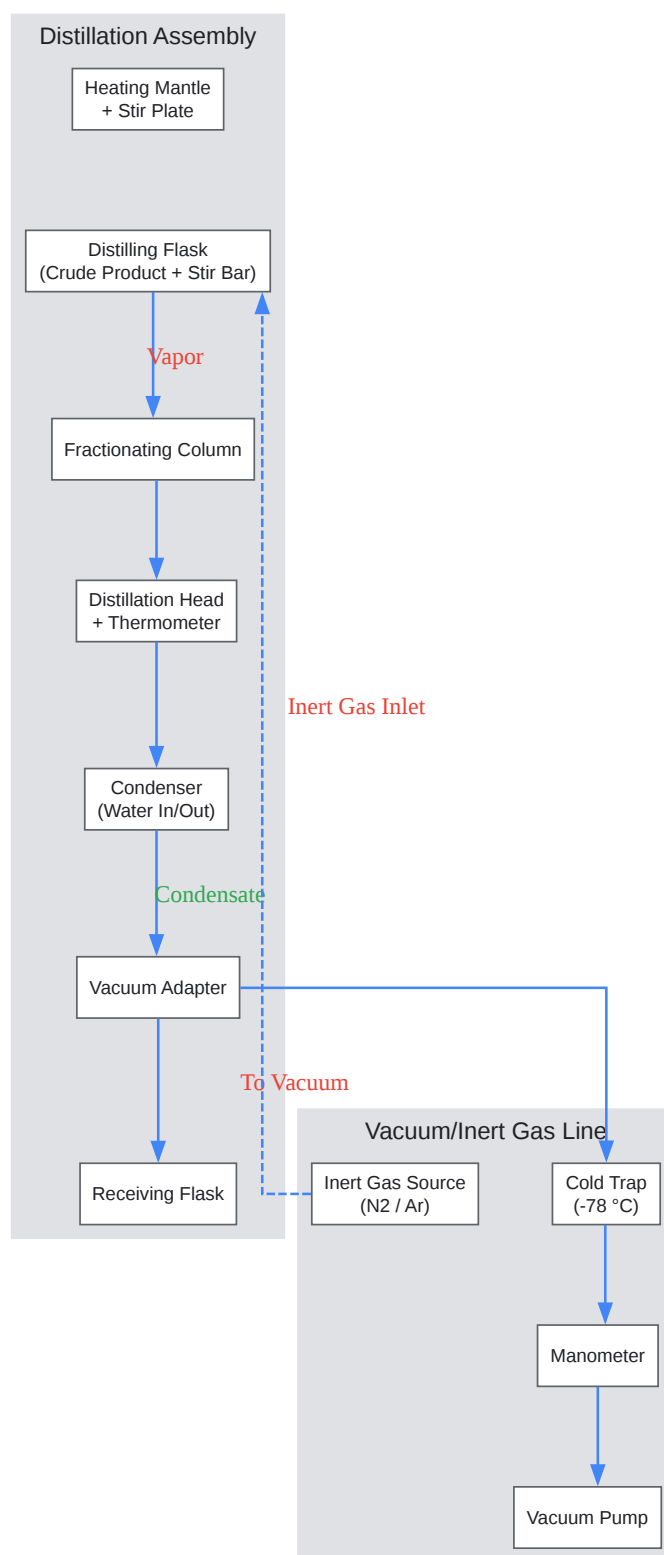 Distillation Assembly
Heating Mantle
+ Stir Plate
Distilling Flask
(Crude Product + Stir Bar)
Vapor
Fractionating Column
Distillation Head
+ Thermometer
Inert Gas Inlet
Condenser
(Water In/Out)
Condensate
Vacuum Adapter
To Vacuum
Vacuum/Inert Gas Line
Receiving Flask
Inert Gas Source
(N2 / Ar)
Cold Trap
(-78 °C)
Manometer
Vacuum Pump